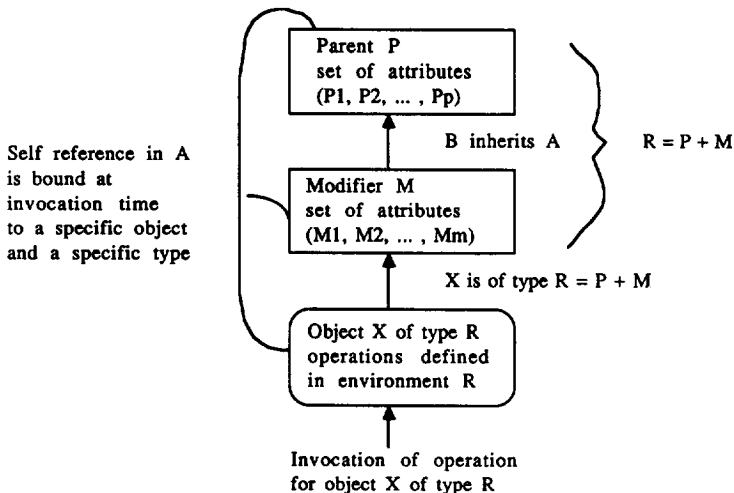 Parent P
set of attributes
(P1, P2, ... , Pp)
B inherits A
R = P + M
Self reference in A
is bound at
invocation time
to a specific object
and a specific type
Modifier M
set of attributes
(M1, M2, ... , Mm)
X is of type R = P + M
Object X of type R
operations defined
in environment R
Invocation of operation
for object X of type R